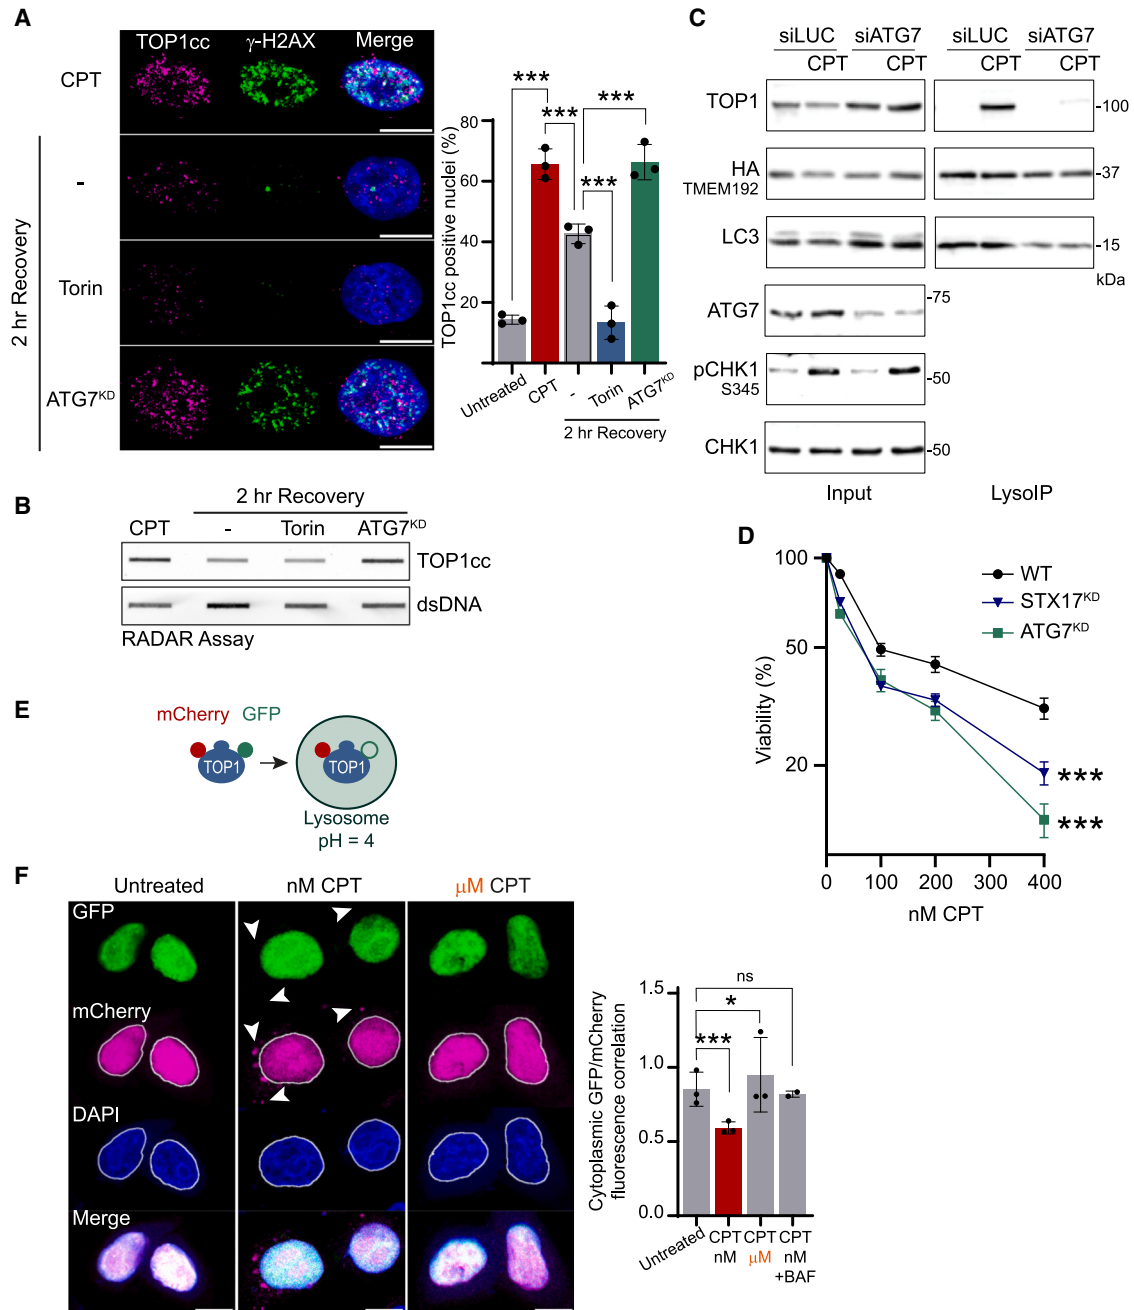 A
TOP1cc γ-H2AX Merge
CPT
2 hr Recovery
-
Torin
ATG7KD
TOP1cc positive nuclei (%)
80
60
40
20
***
***
***
***
Untreated
CPT
-
Torin
ATG7KD
2 hr Recovery
B
2 hr Recovery
CPT - Torin ATG7KD
TOP1cc
dsDNA
RADAR Assay
C
siLUC siATG7 siLUC siATG7
CPT CPT CPT CPT
TOP1 -100
HA -37
TMEM192
LC3 -15
kDa
ATG7 -75
pCHK1 -50
S345
CHK1 -50
Input LysoIP
D
Viability (%)
100
50
20
0 100 200 300 400
nM CPT
WT
STX17KD
ATG7KD
***
***
E
mCherry GFP
TOP1 TOP1
Lysosome
pH = 4
F
Untreated nM CPT μM CPT
GFP
mCherry
DAPI
Merge
Cytoplasmic GFP/mCherry
fluorescence correlation
1.5
1.0
0.5
0.0
ns
*
***
Untreated
CPT
nM
CPT
μM
CPT
nM
+BAF